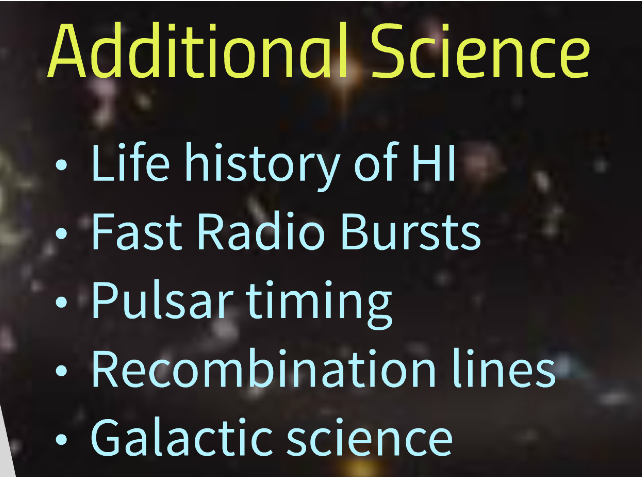 Additional Science
• Life history of HI
• Fast Radio Bursts
• Pulsar timing
• Recombination lines
• Galactic science